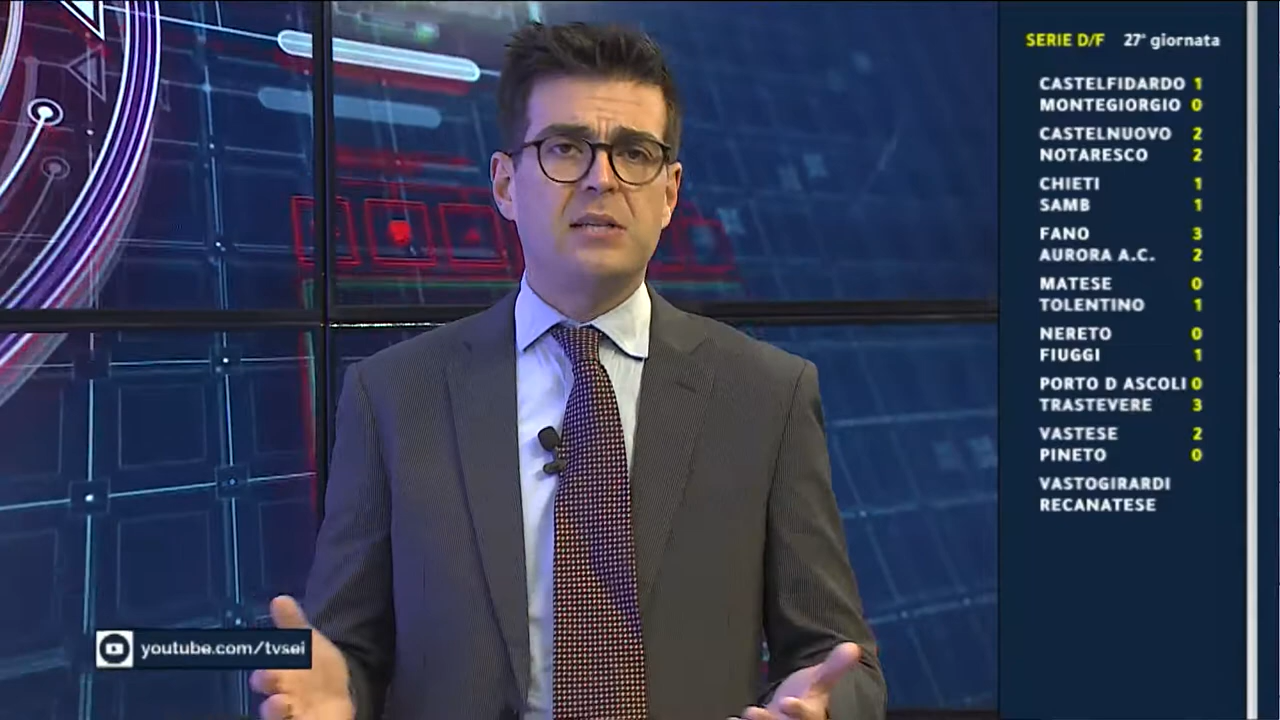 SERIE D/F 27ª giornata
CASTELFIDARDO 1
MONTEGIORGIO 0
CASTELNUOVO 2
NOTARESCO 2
CHIETI 1
SAMB 1
FANO 3
AURORA A.C. 2
MATESE 0
TOLENTINO 1
NERETO 0
FIUGGI 1
PORTO D ASCOLI 0
TRASTEVERE 3
VASTESE 2
PINETO 0
VASTOGIRARDI
RECANATESE
youtube.com/tvsei